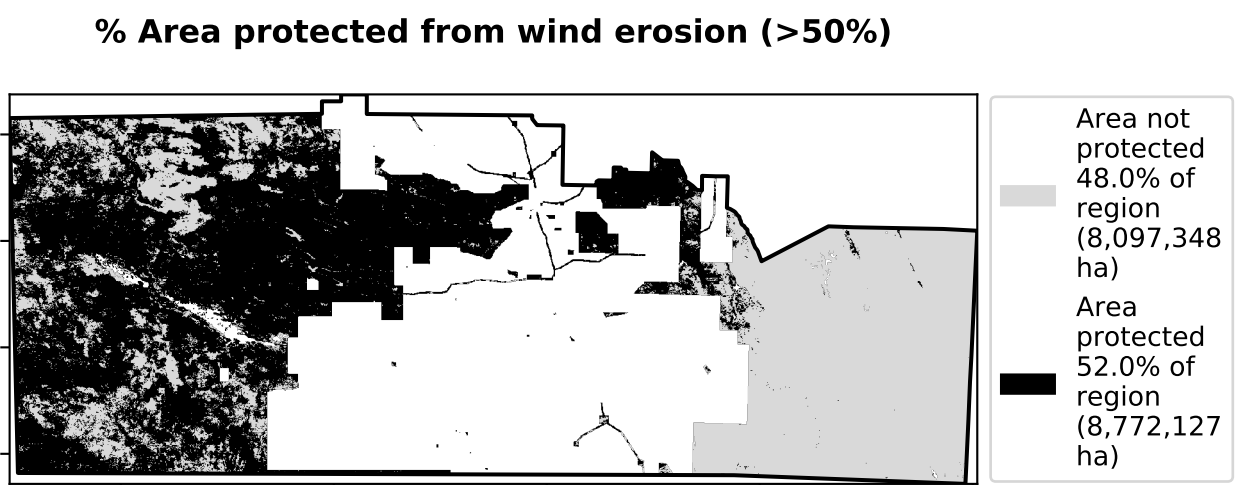 % Area protected from wind erosion (>50%)
Area not
protected
48.0% of
region
(8,097,348
ha)
Area
protected
52.0% of
region
(8,772,127
ha)